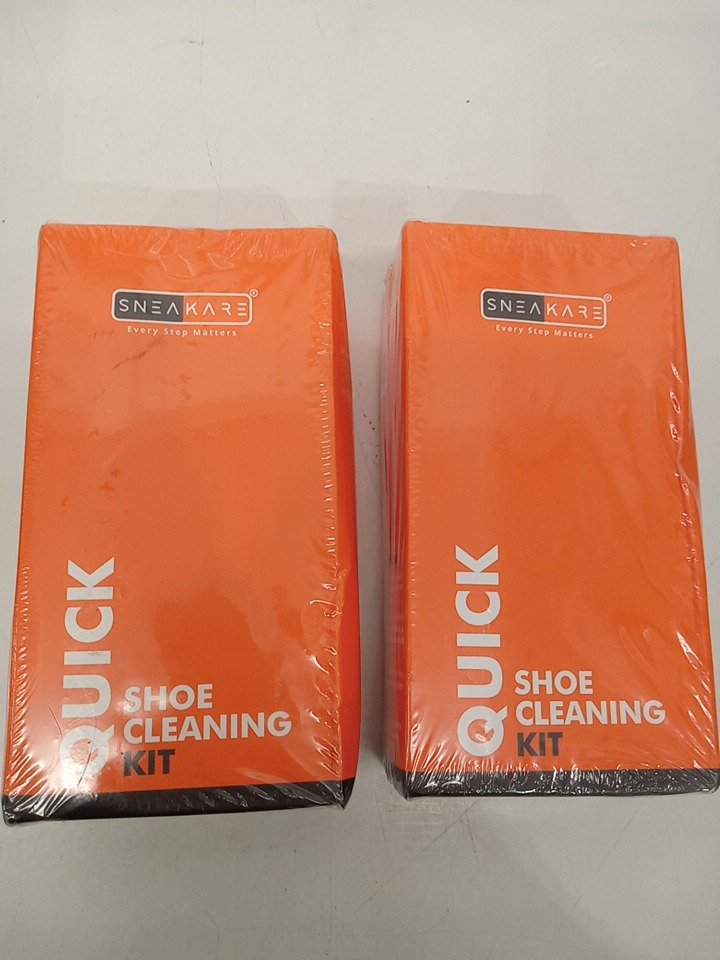 SNEAKARE®
Every Step Matters
QUICK
SHOE
CLEANING
KIT
SNEAKARE®
Every Step Matters
QUICK
SHOE
CLEANING
KIT